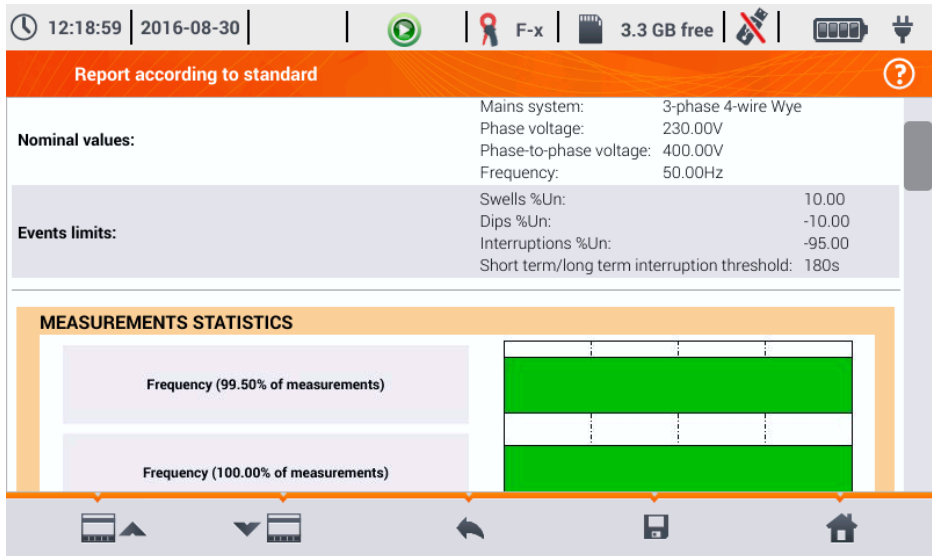 12:18:59 2016-08-30 F-x 3.3 GB free
Report according to standard ?
Nominal values:
Mains system: 3-phase 4-wire Wye
Phase voltage: 230.00V
Phase-to-phase voltage: 400.00V
Frequency: 50.00Hz
Events limits:
Swells %Un: 10.00
Dips %Un: -10.00
Interruptions %Un: -95.00
Short term/long term interruption threshold: 180s
MEASUREMENTS STATISTICS
Frequency (99.50% of measurements)
Frequency (100.00% of measurements)